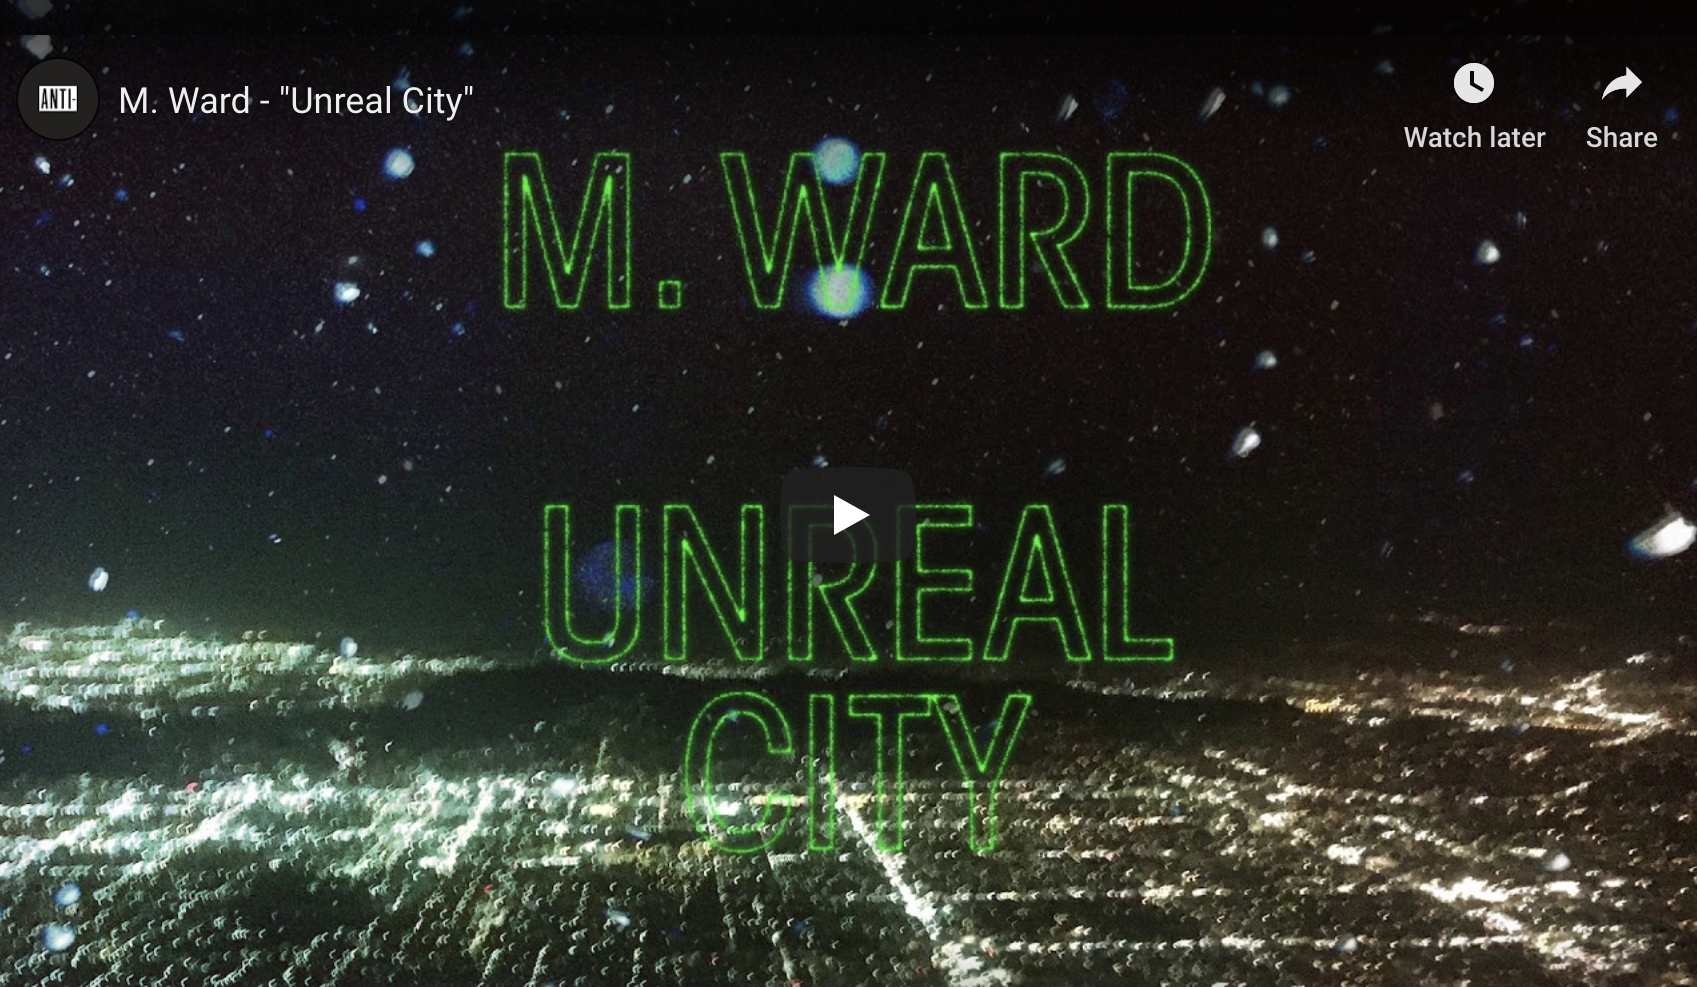 ANTI-
M. Ward - "Unreal City"
Watch later
Share
M. WARD
UNREAL
CITY